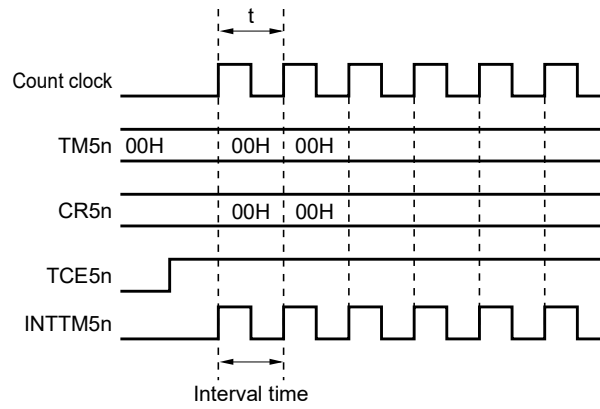 t
Count clock
TM5n 00H 00H 00H
CR5n 00H 00H
TCE5n
INTTM5n
Interval time